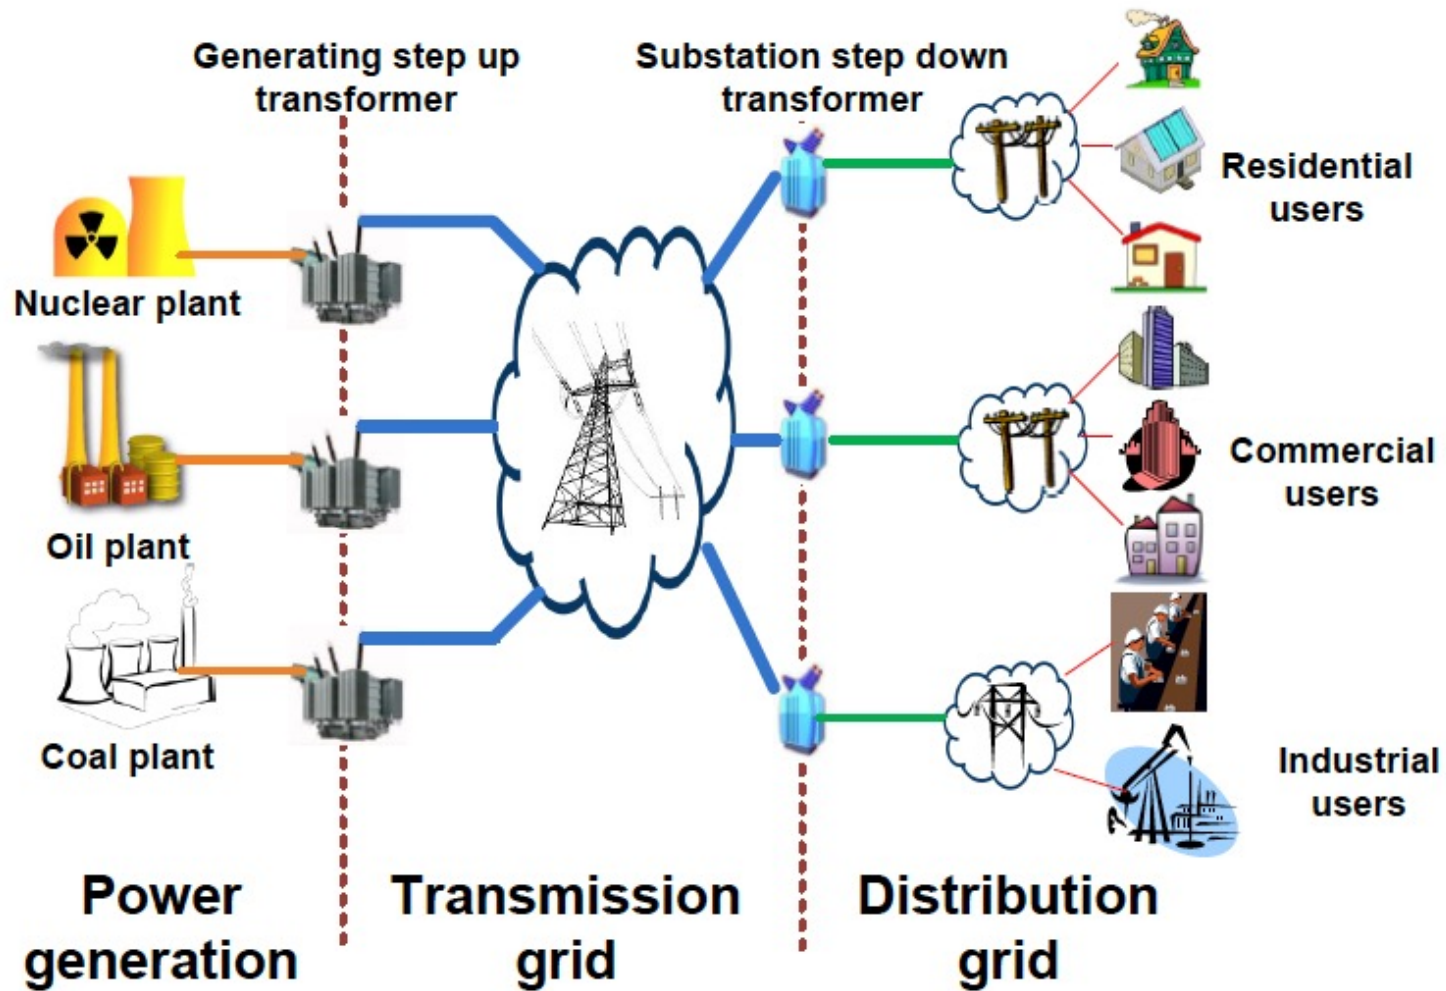 Generating step up
transformer
Substation step down
transformer
Nuclear plant
Oil plant
Coal plant
Residential
users
Commercial
users
Industrial
users
Power
generation
Transmission
grid
Distribution
grid